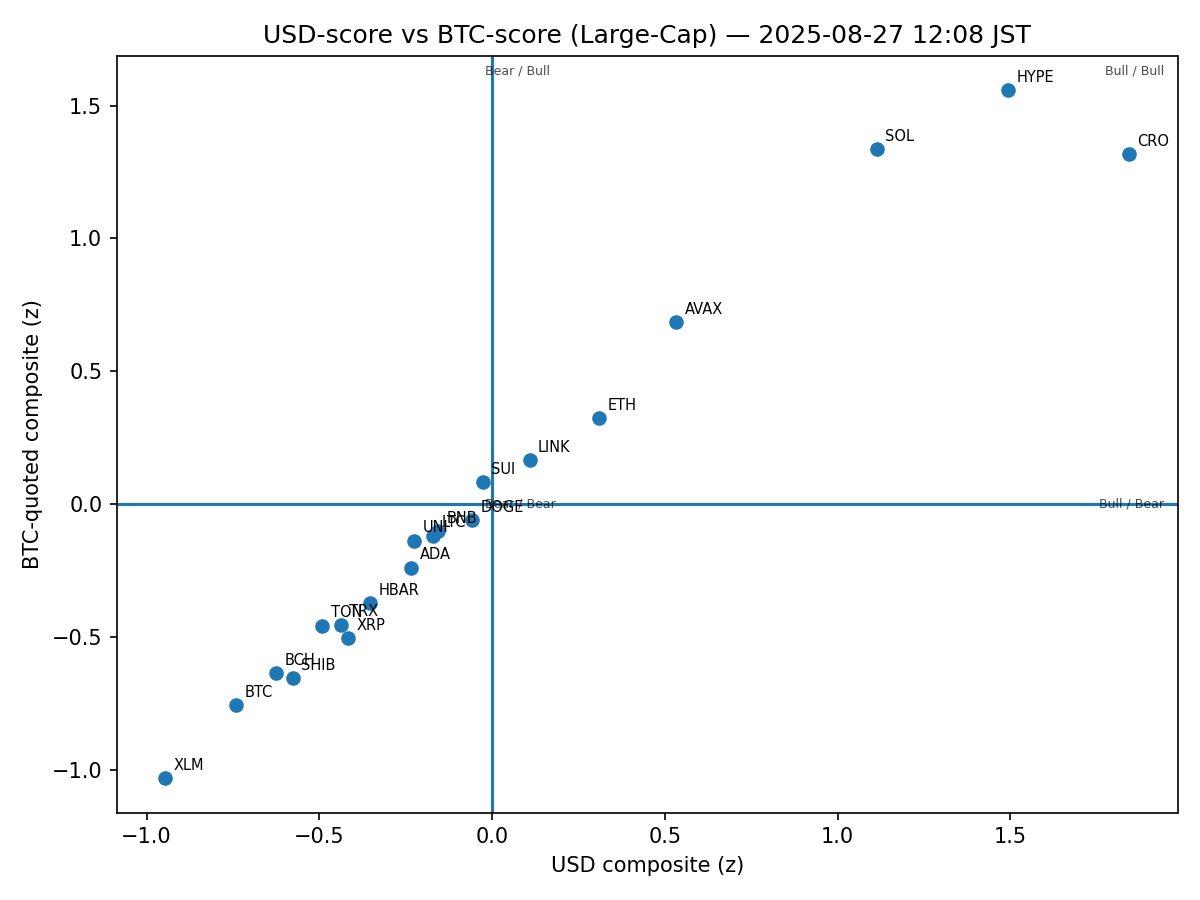 USD-score vs BTC-score (Large-Cap) — 2025-08-27 12:08 JST
Bear / Bull
Bull / Bull
HYPE
SOL
CRO
AVAX
ETH
LINK
SUI
Bear / Bear
DOGE
Bull / Bear
BNB
LTC
UNI
ADA
HBAR
TON
TRX
XRP
BCH
SHIB
BTC
XLM
1.5
1.0
0.5
0.0
−0.5
−1.0
BTC-quoted composite (z)
−1.0
−0.5
0.0
0.5
1.0
1.5
USD composite (z)